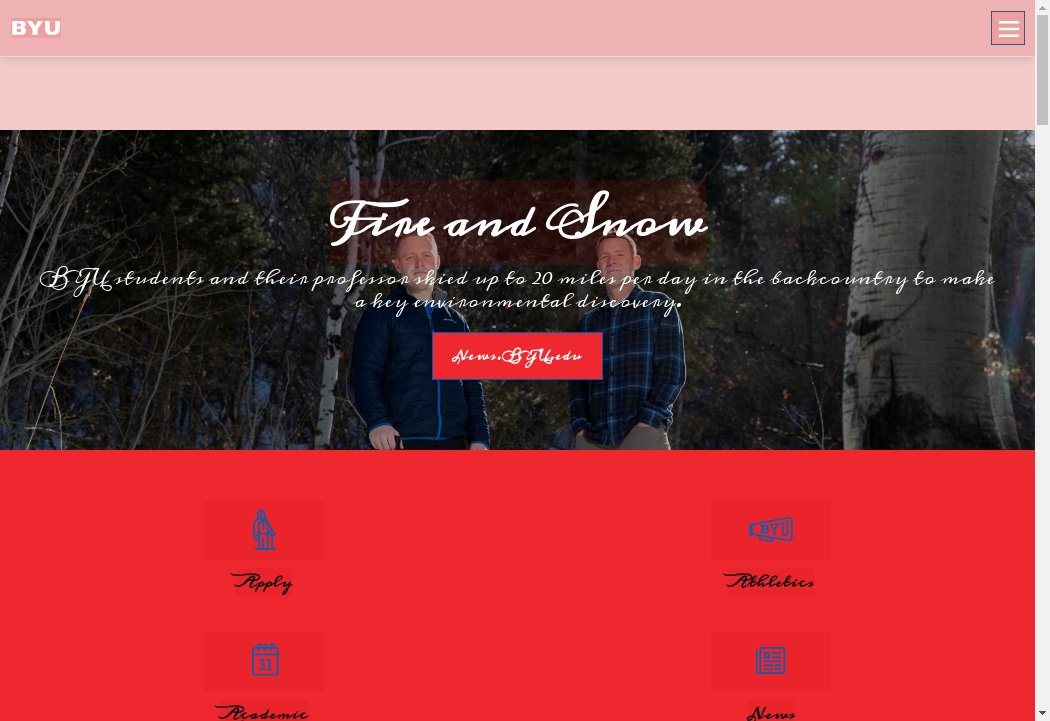 BYU
Fire and Snow
BYU students and their professor skied up to 20 miles per day in the backcountry to make
a key environmental discovery.
News.BYU.edu
BYU
Apply
Athletics
31
Academic
News